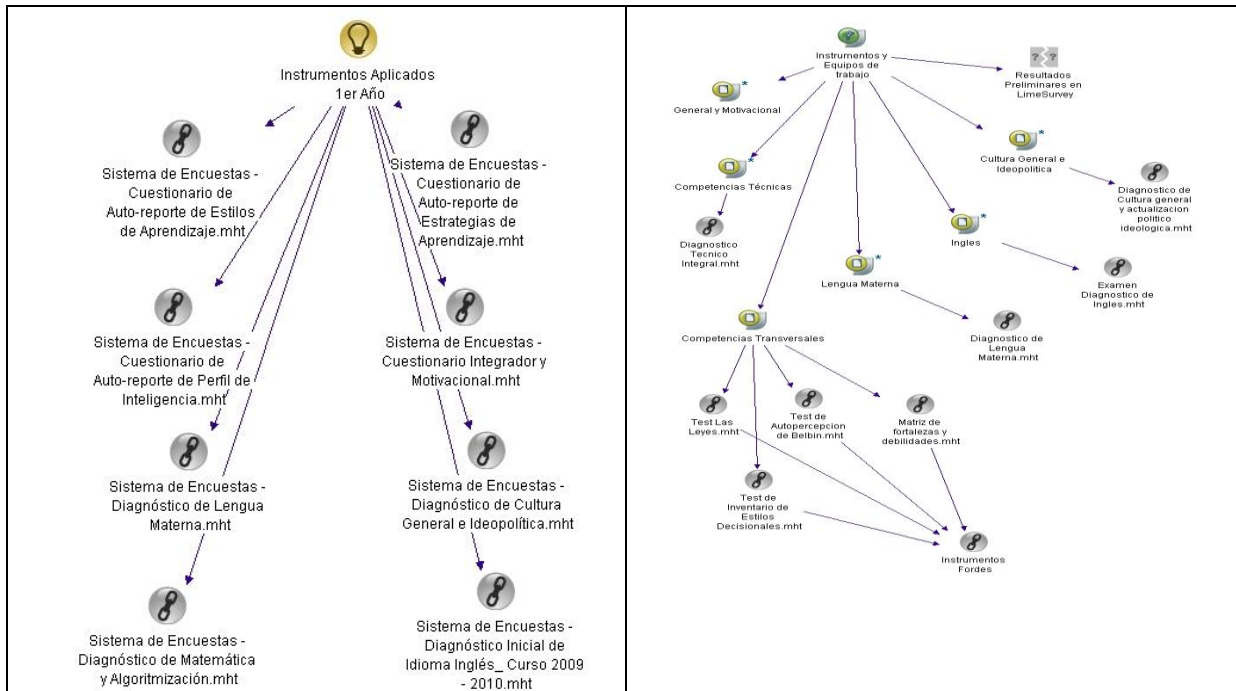 Instrumentos Aplicados
1er Año
Sistema de Encuestas -
Cuestionario de
Auto-reporte de Estilos
de Aprendizaje.mht
Sistema de Encuestas -
Cuestionario de
Auto-reporte de
Estrategias de
Aprendizaje.mht
Sistema de Encuestas -
Cuestionario de
Auto-reporte de Perfil de
Inteligencia.mht
Sistema de Encuestas -
Cuestionario Integrador y
Motivacional.mht
Sistema de Encuestas -
Diagnóstico de Lengua
Materna.mht
Sistema de Encuestas -
Diagnóstico de Cultura
General e Ideopolítica.mht
Sistema de Encuestas -
Diagnóstico de Matemática
y Algoritmización.mht
Sistema de Encuestas -
Diagnóstico Inicial de
Idioma Inglés_ Curso 2009
- 2010.mht
Instrumentos y
Equipos de
trabajo
? ?
Resultados
Preliminares en
LimeSurvey
*
General y Motivacional
*
Cultura General e
Ideopolitica
*
Competencias Técnicas
Diagnostico de
Cultura general
y actualizacion
politico
ideologica.mht
Diagnostico
Tecnico
Integral.mht
*
Ingles
*
Lengua Materna
Examen
Diagnostico de
Ingles.mht
Competencias Transversales
Diagnostico de
Lengua
Materna.mht
Test Las
Leyes.mht
Test de
Autopercepcion
de Belbin.mht
Matriz de
fortalezas y
debilidades.mht
Test de
Inventario de
Estilos
Decisionales.mht
Instrumentos
Fordes